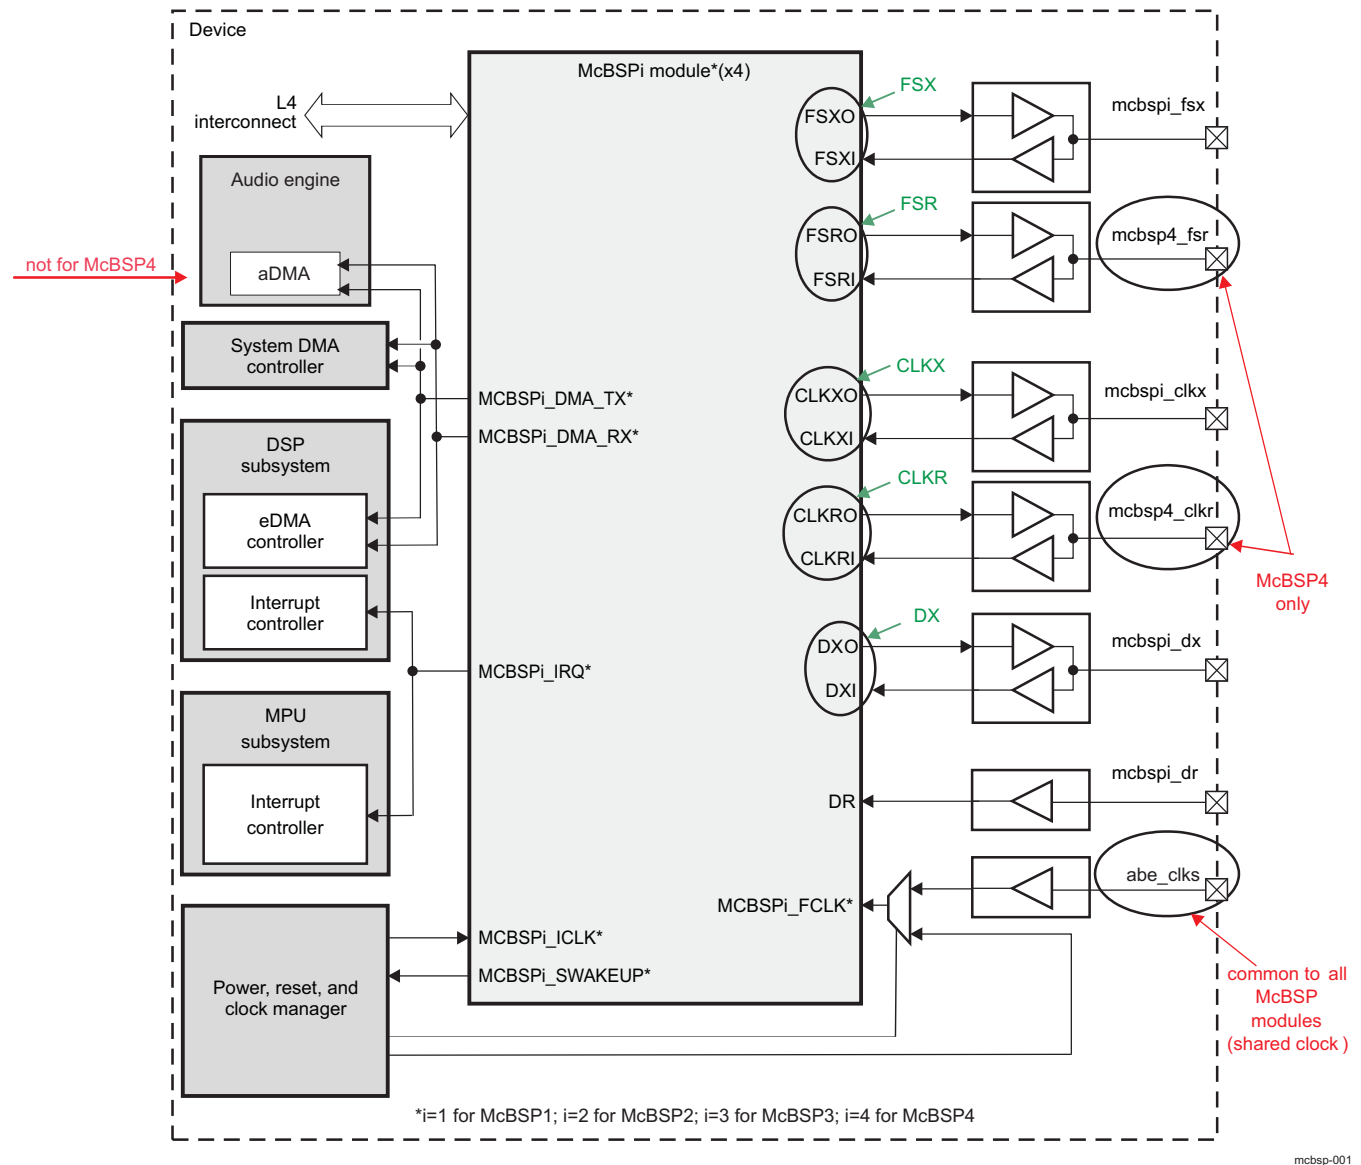 Device
McBSPi module*(x4)
L4
interconnect
Audio engine
aDMA
not for McBSP4
System DMA
controller
DSP
subsystem
eDMA
controller
Interrupt
controller
MPU
subsystem
Interrupt
controller
Power, reset, and
clock manager
MCBSPi_DMA_TX*
MCBSPi_DMA_RX*
MCBSPi_IRQ*
MCBSPi_ICLK*
MCBSPi_SWAKEUP*
FSX
FSXO
FSXI
mcbspi_fsx
FSR
FSRO
FSRI
mcbsp4_fsr
CLKX
CLKXO
CLKXI
mcbspi_clkx
CLKR
CLKRO
CLKRI
mcbsp4_clkr
McBSP4
only
DX
DXO
DXI
mcbspi_dx
DR
mcbspi_dr
MCBSPi_FCLK*
abe_clks
common to all
McBSP
modules
(shared clock )
*i=1 for McBSP1; i=2 for McBSP2; i=3 for McBSP3; i=4 for McBSP4
mcbsp-001